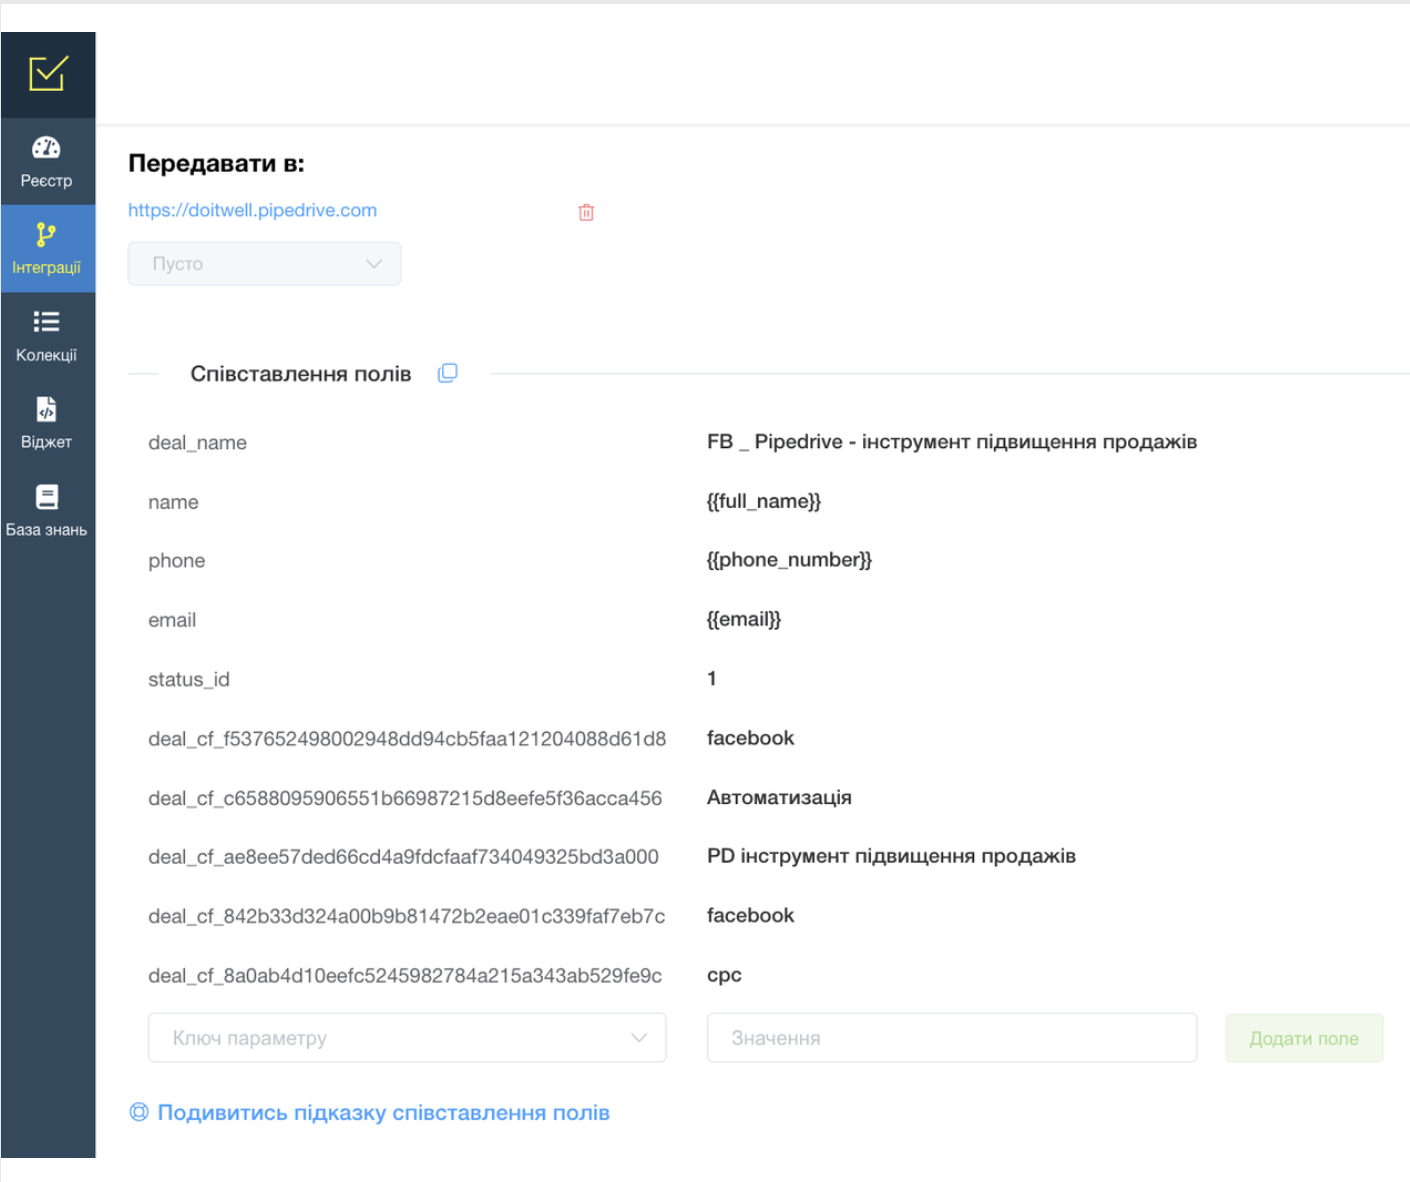 Реєстр
Інтеграції
Колекції
Віджет
База знань
Передавати в:
https://doitwell.pipedrive.com
Пусто
Співставлення полів
deal_name FB _ Pipedrive - інструмент підвищення продажів
name {{full_name}}
phone {{phone_number}}
email {{email}}
status_id 1
deal_cf_f537652498002948dd94cb5faa121204088d61d8 facebook
deal_cf_c6588095906551b66987215d8eefe5f36acca456 Автоматизація
deal_cf_ae8ee57ded66cd4a9fdcfaaf734049325bd3a000 PD інструмент підвищення продажів
deal_cf_842b33d324a00b9b81472b2eae01c339faf7eb7c facebook
deal_cf_8a0ab4d10eefc5245982784a215a343ab529fe9c cpc
Ключ параметру Значення Додати поле
Подивитись підказку співставлення полів